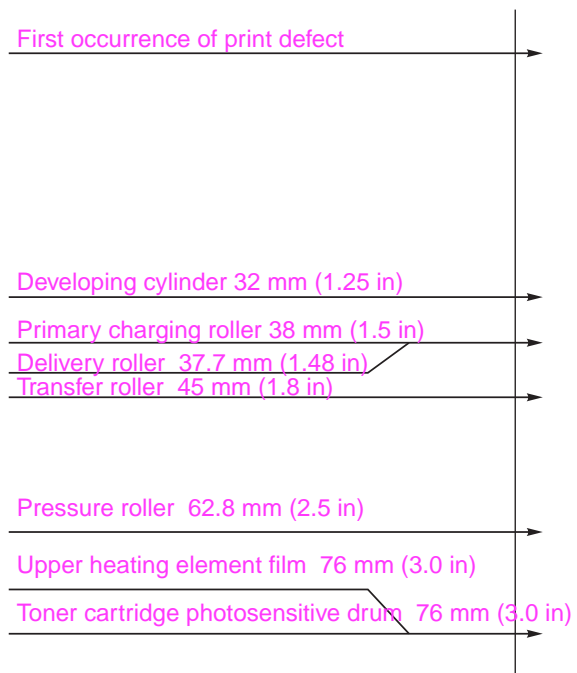 First occurrence of print defect
Developing cylinder 32 mm (1.25 in)
Primary charging roller 38 mm (1.5 in)
Delivery roller 37.7 mm (1.48 in)
Transfer roller 45 mm (1.8 in)
Pressure roller 62.8 mm (2.5 in)
Upper heating element film 76 mm (3.0 in)
Toner cartridge photosensitive drum 76 mm (3.0 in)